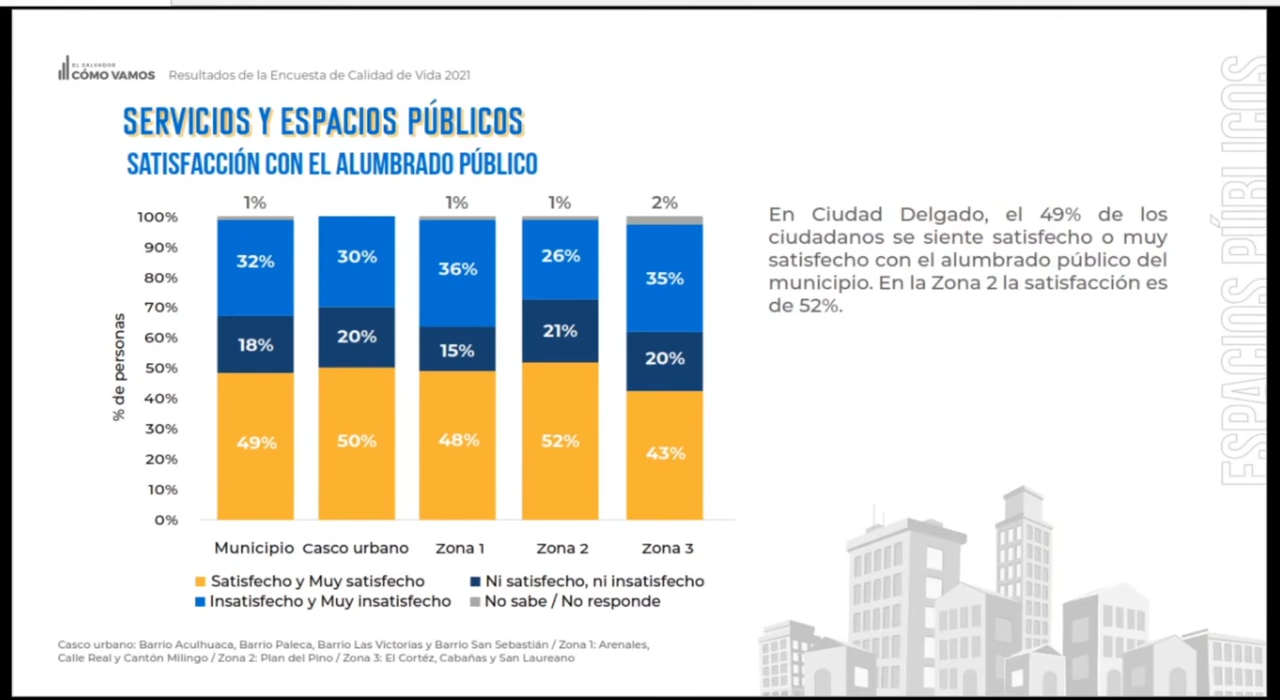 EL SALVADOR
CÓMO VAMOS
Resultados de la Encuesta de Calidad de Vida 2021
SERVICIOS Y ESPACIOS PÚBLICOS
SATISFACCIÓN CON EL ALUMBRADO PÚBLICO
1% 1% 1% 2%
100%
90%
80%
70%
60%
50%
40%
30%
20%
10%
0%
% de personas
32% 30% 36% 26% 35%
18% 20% 15% 21% 20%
49% 50% 48% 52% 43%
Municipio Casco urbano Zona 1 Zona 2 Zona 3
Satisfecho y Muy satisfecho
Ni satisfecho, ni insatisfecho
Insatisfecho y Muy insatisfecho
No sabe / No responde
En Ciudad Delgado, el 49% de los
ciudadanos se siente satisfecho o muy
satisfecho con el alumbrado público del
municipio. En la Zona 2 la satisfacción es
de 52%.
ESPACIOS PÚBLICOS
Casco urbano: Barrio Aculhuaca, Barrio Paleca, Barrio Las Victorias y Barrio San Sebastián / Zona 1: Arenales,
Calle Real y Cantón Milingo / Zona 2: Plan del Pino / Zona 3: El Cortéz, Cabañas y San Laureano